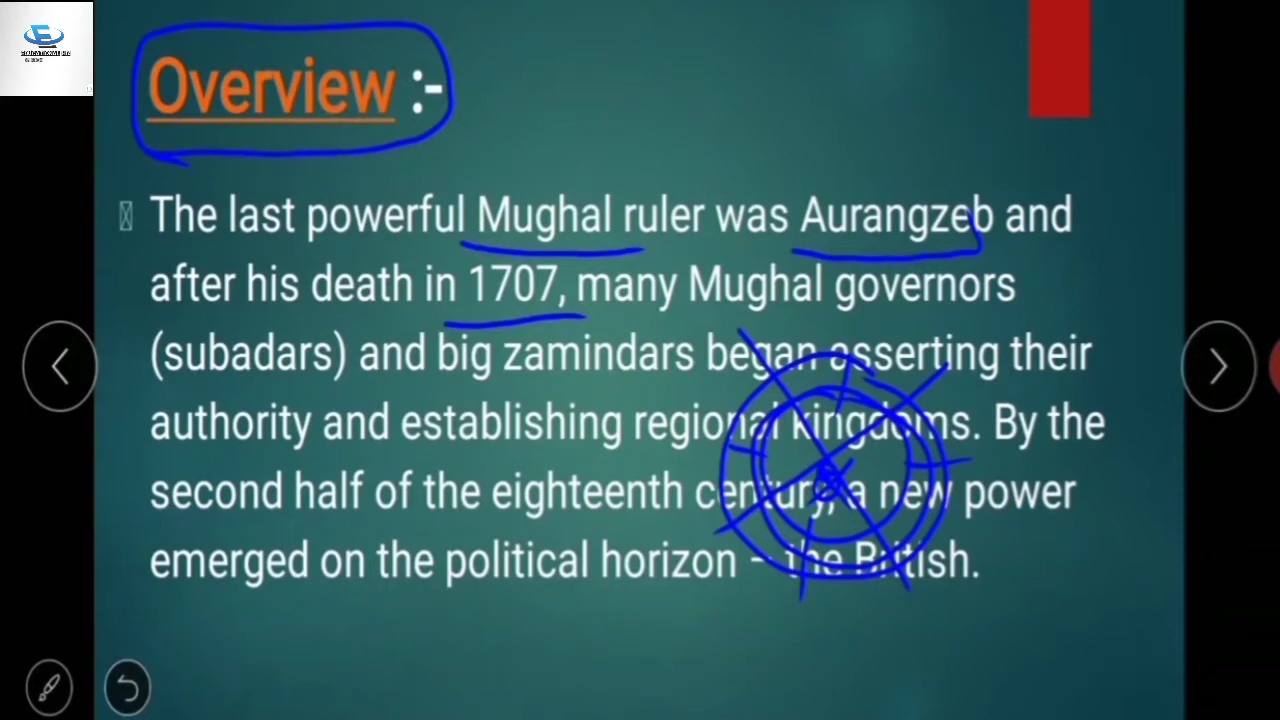 Overview :-
The last powerful Mughal ruler was Aurangzeb and
after his death in 1707, many Mughal governors
(subadars) and big zamindars began asserting their
authority and establishing regional kingdoms. By the
second half of the eighteenth century, a new power
emerged on the political horizon – the British.